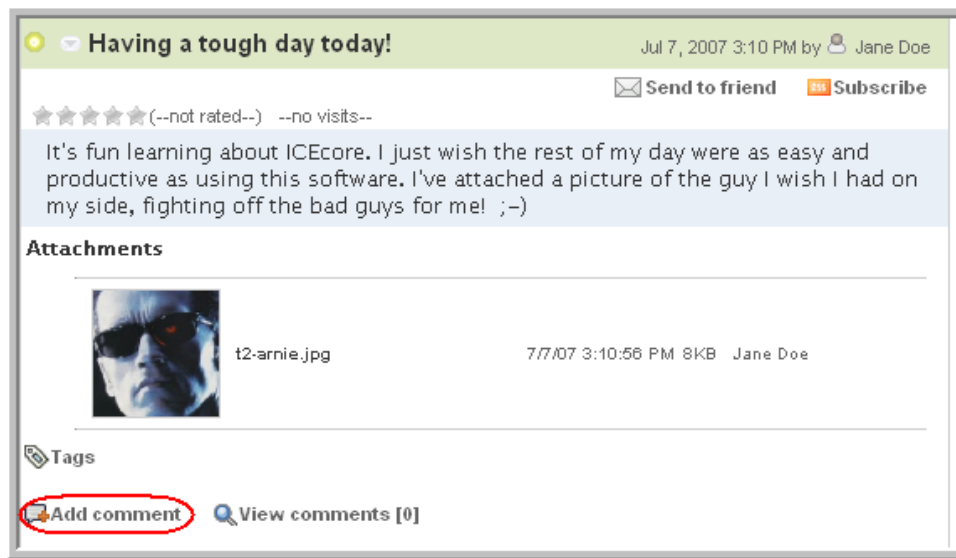 Having a tough day today!
Jul 7, 2007 3:10 PM by Jane Doe
Send to friend Subscribe
(--not rated--) --no visits--
It's fun learning about ICEcore. I just wish the rest of my day were as easy and
productive as using this software. I've attached a picture of the guy I wish I had on
my side, fighting off the bad guys for me! ;-)
Attachments
t2-arnie.jpg 7/7/07 3:10:56 PM 8KB Jane Doe
Tags
Add comment View comments [0]